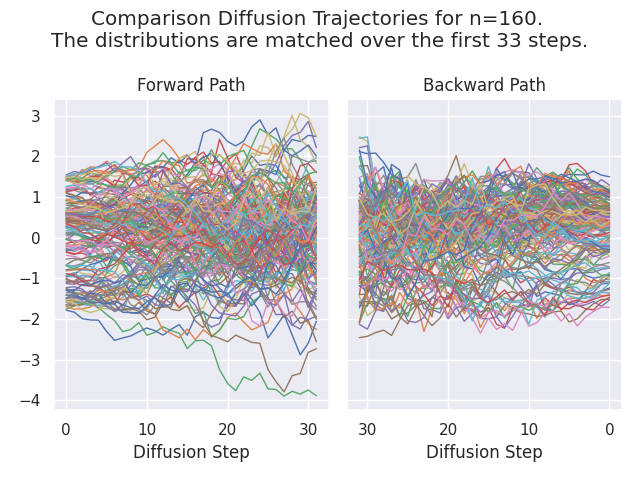 Comparison Diffusion Trajectories for n=160.
The distributions are matched over the first 33 steps.
Forward Path
Backward Path
3
2
1
0
−1
−2
−3
−4
0 10 20 30
30 20 10 0
Diffusion Step
Diffusion Step